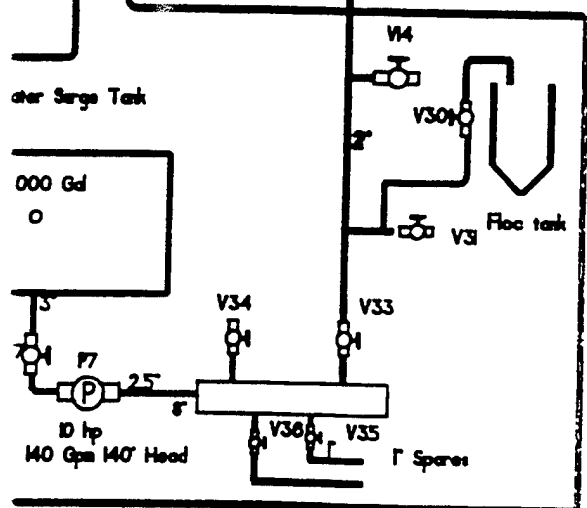 V14
ater Surge Tank
V30
2"
000 Gal
Floc tank
V31
3"
V34
V33
P7
P
2.5"
8"
10 hp
V36
V35
140 Gpm 140' Head
1" Spares